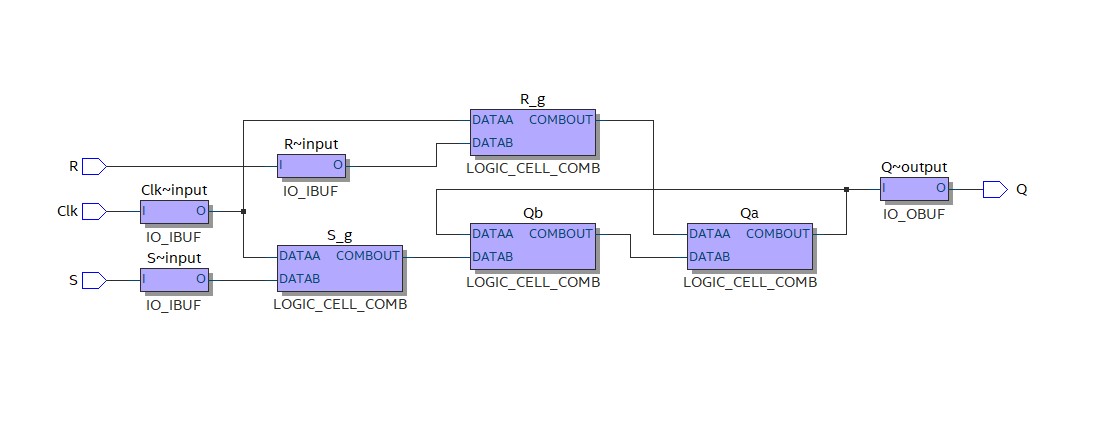 R_g
DATAA COMBOUT
DATAB
LOGIC_CELL_COMB
R
R~input
I O
IO_IBUF
Q~output
I O
IO_OBUF
Q
Clk
Clk~input
I O
IO_IBUF
S_g
DATAA COMBOUT
DATAB
LOGIC_CELL_COMB
Qb
DATAA COMBOUT
DATAB
LOGIC_CELL_COMB
Qa
DATAA COMBOUT
DATAB
LOGIC_CELL_COMB
S
S~input
I O
IO_IBUF